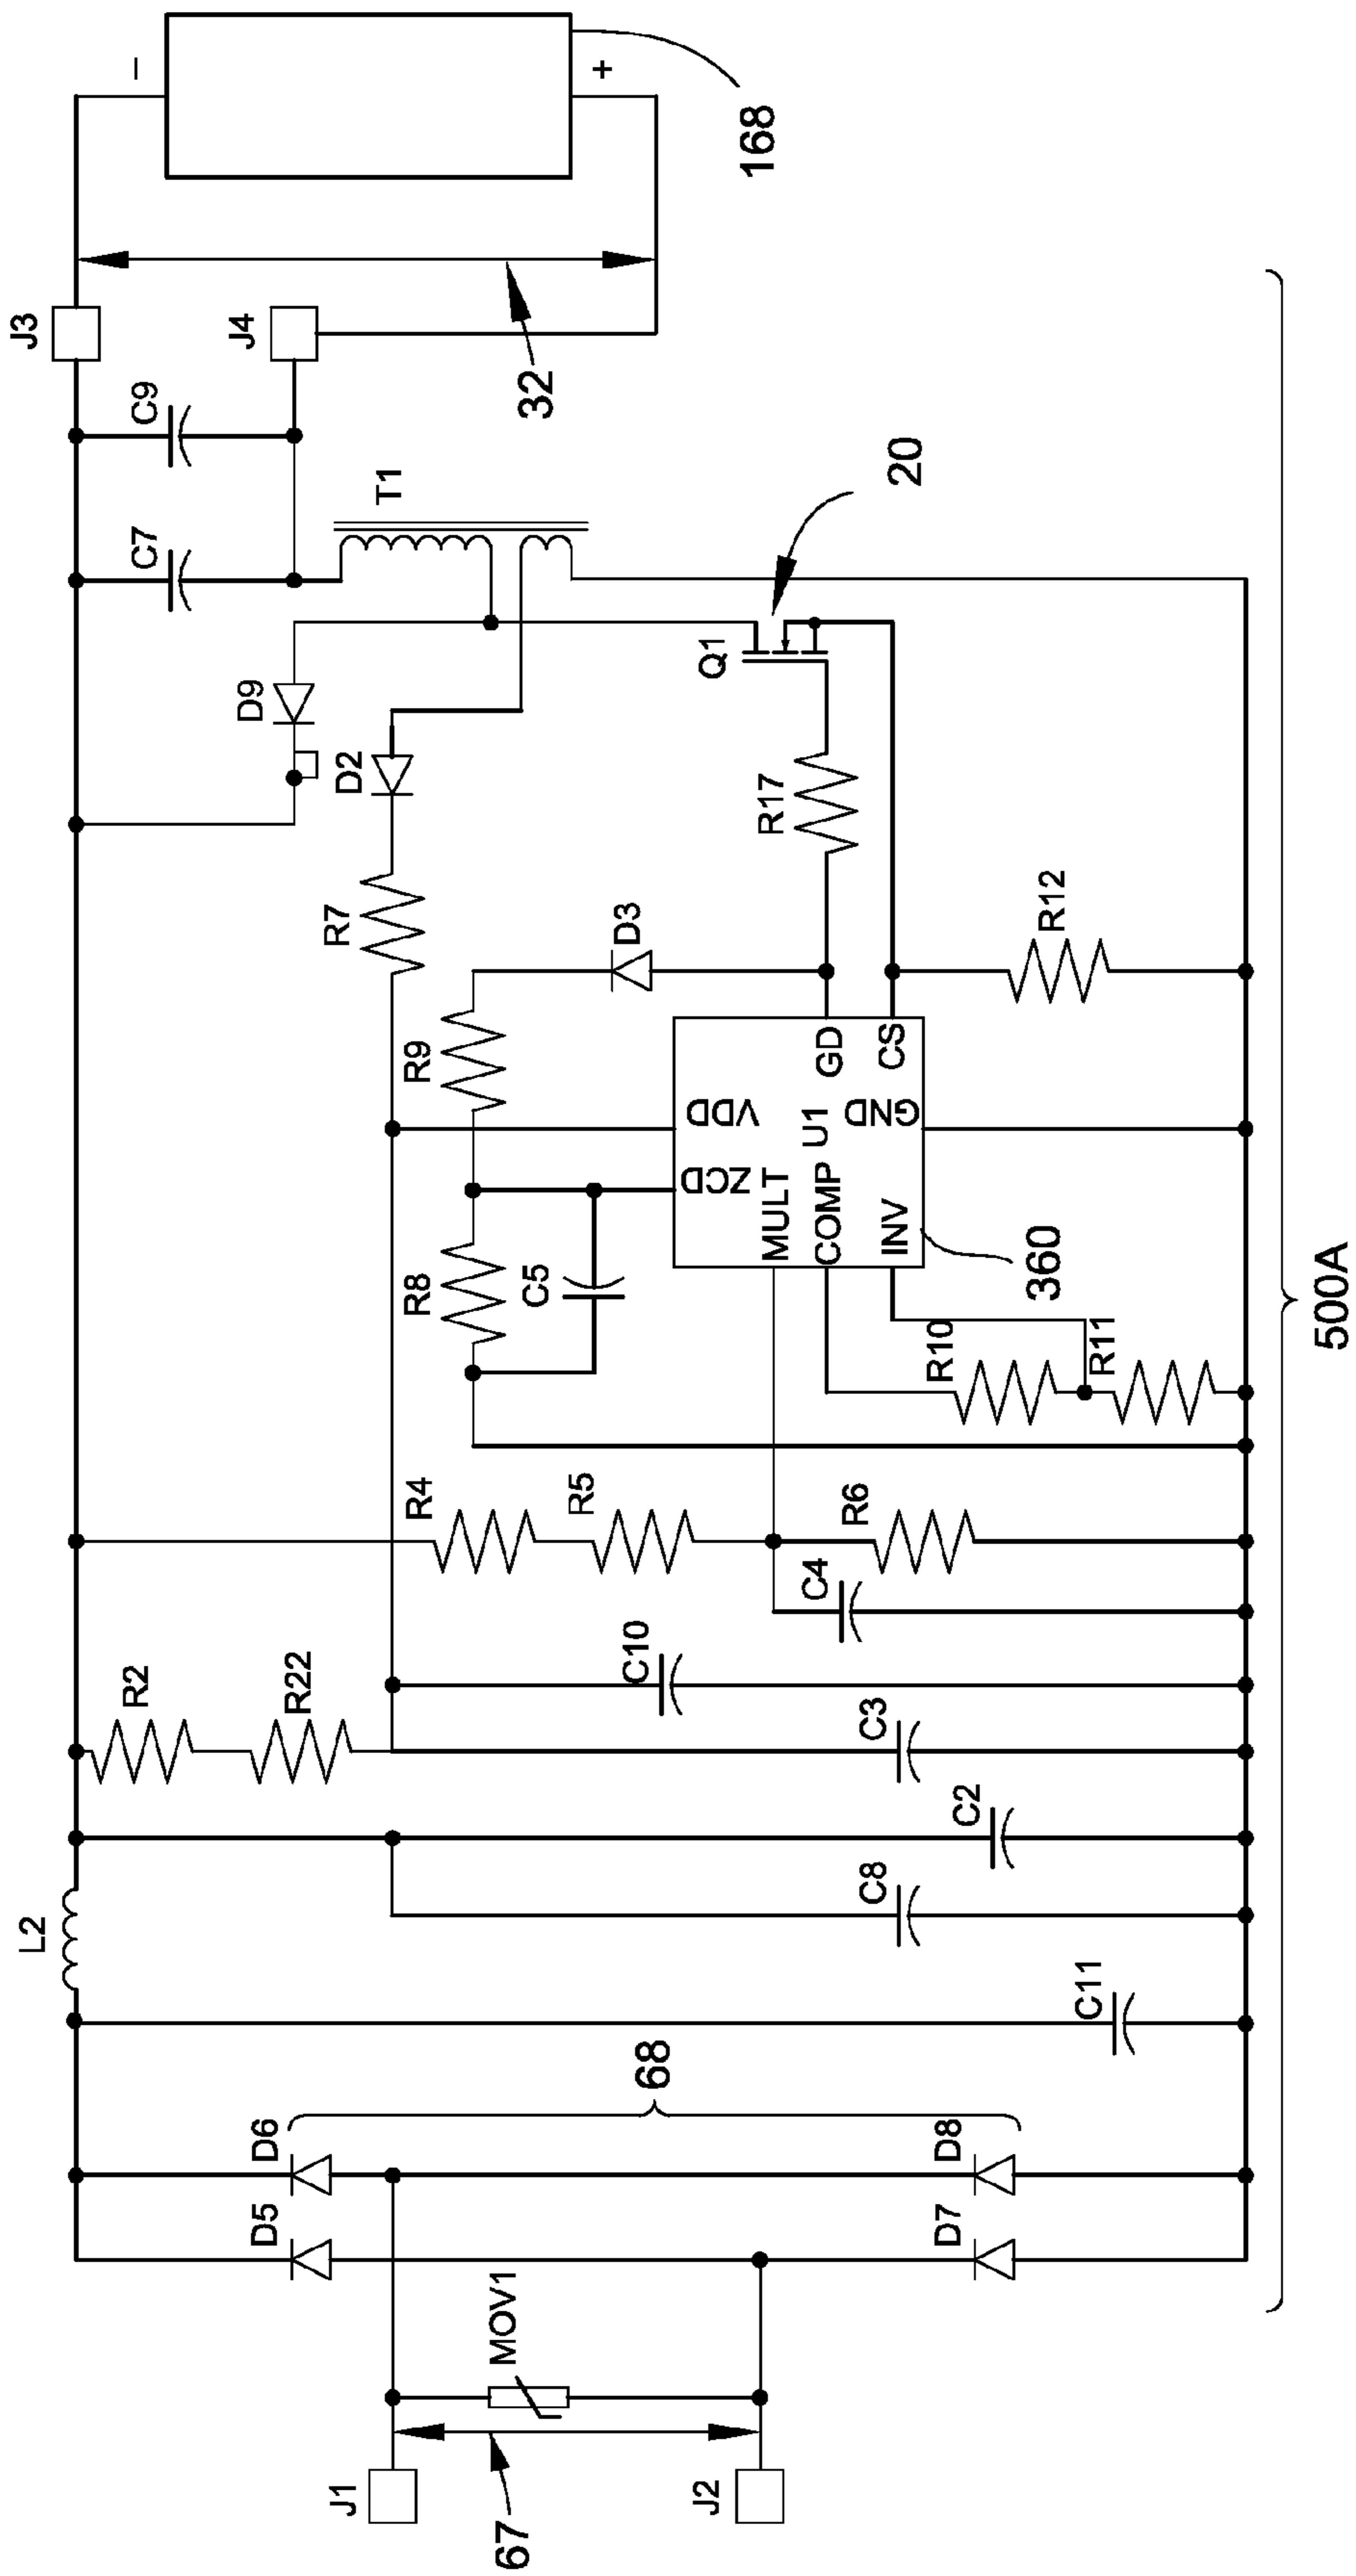 J3
J4
C9
C7
T1
D9
D2
R7
R9
D3
Q1
R17
R12
20
32
168
−
+
VDD
ZCD
MULT
COMP
INV
U1
GD
CS
GND
360
R8
C5
R10
R11
R4
R5
R6
C4
C10
C3
R2
R22
C2
C8
L2
C11
68
D6
D5
D8
D7
MOV1
J1
J2
67
500A